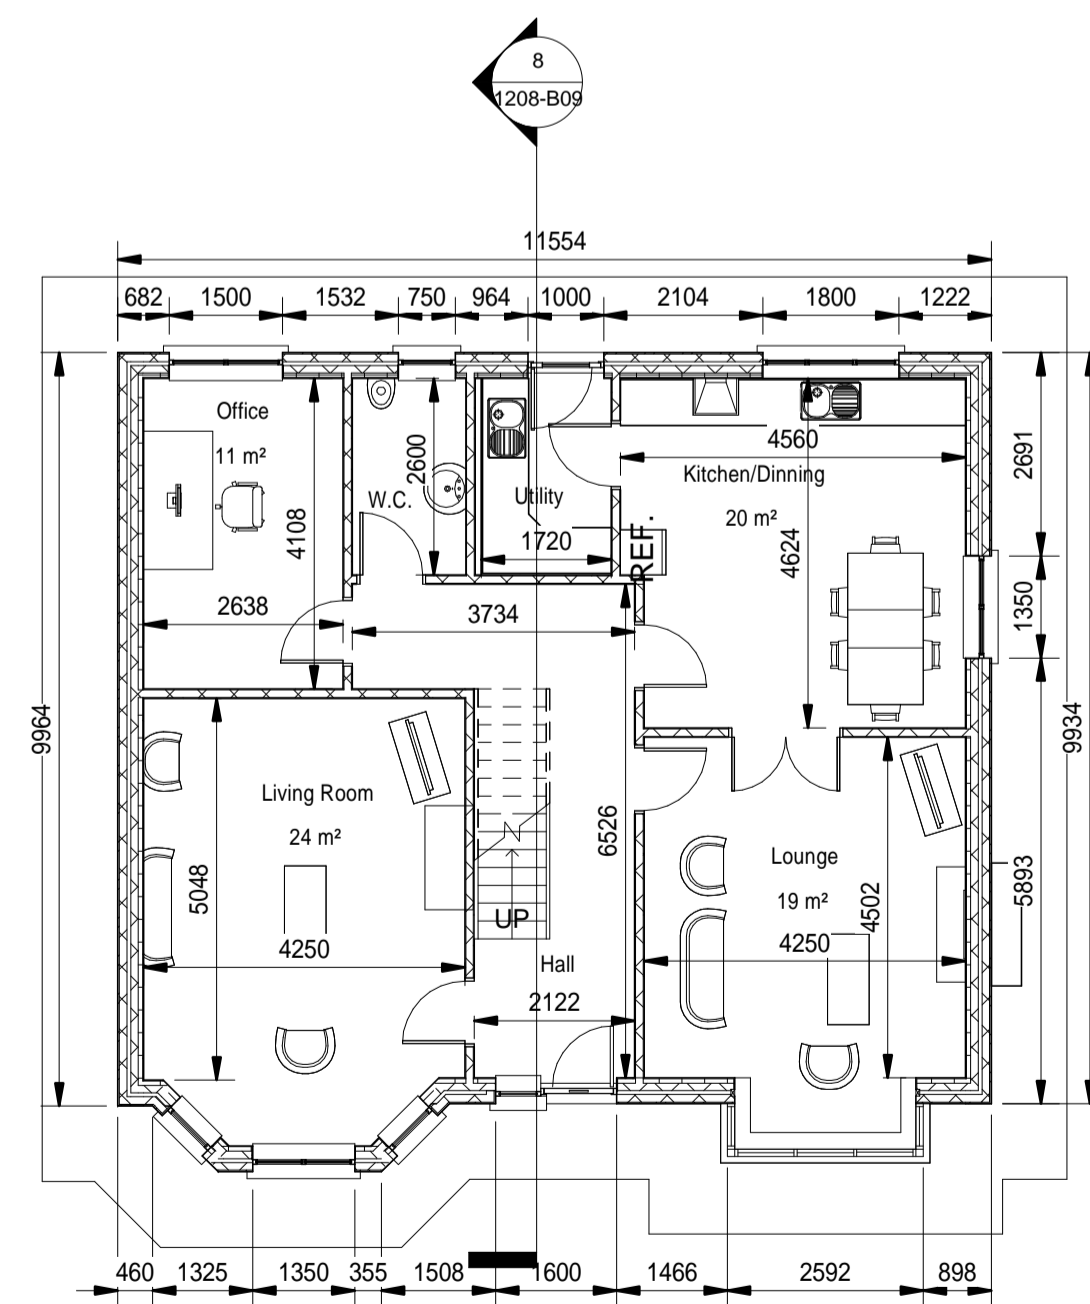 8
1208-B09
11554
682 1500 1532 750 964 1000 2104 1800 1222
Office
11 m²
2638
4108
2600
W.C.
Utility
1720
REF.
4560
Kitchen/Dinning
20 m²
4624
2691
1350
9964
9934
3734
Living Room
24 m²
5048
4250
UP
6526
Hall
2122
Lounge
19 m²
4502
4250
5893
460 1325 1350 355 1508 1600 1466 2592 898